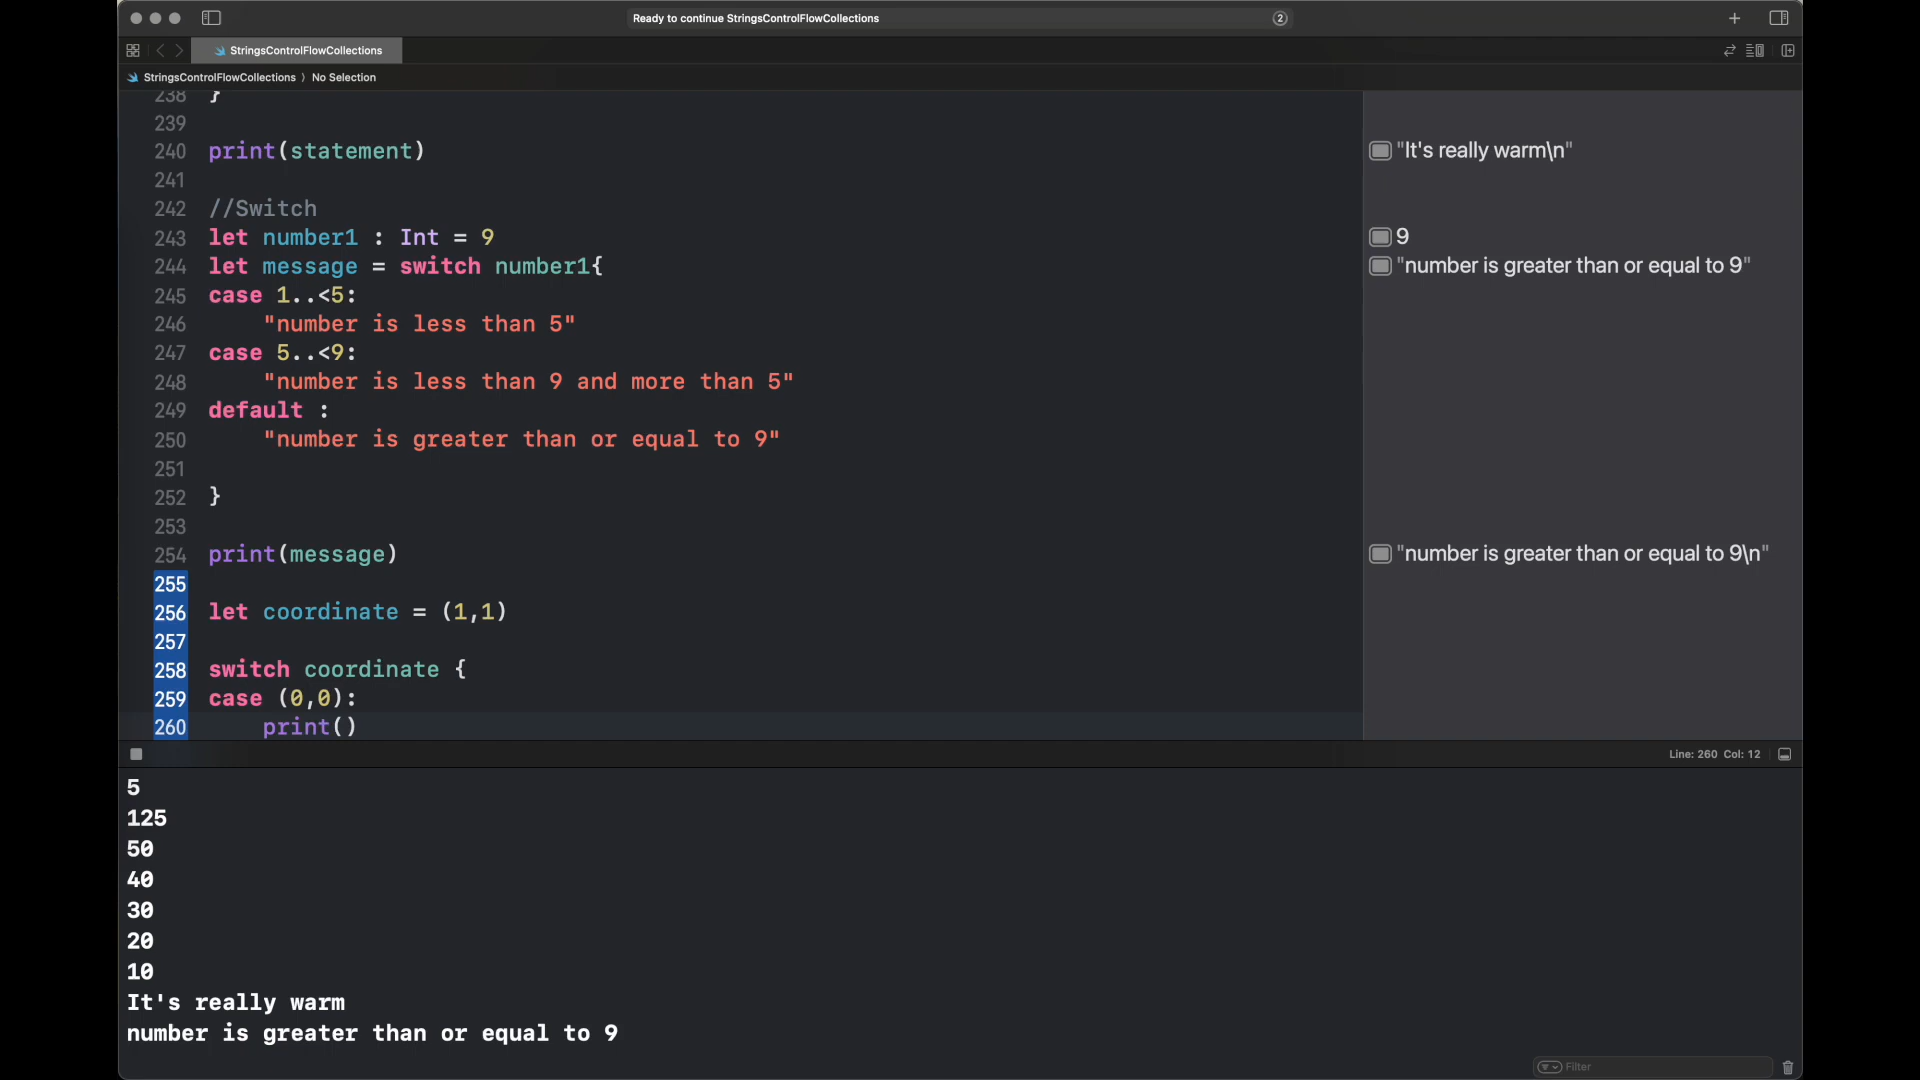 Ready to continue StringsControlFlowCollections
2
StringsControlFlowCollections
StringsControlFlowCollections 〉 No Selection
238 }
239
240 print(statement)
"It's really warm\n"
241
242 //Switch
243 let number1 : Int = 9
9
244 let message = switch number1{
"number is greater than or equal to 9"
245 case 1..<5:
246 "number is less than 5"
247 case 5..<9:
248 "number is less than 9 and more than 5"
249 default :
250 "number is greater than or equal to 9"
251
252 }
253
254 print(message)
"number is greater than or equal to 9\n"
255
256 let coordinate = (1,1)
257
258 switch coordinate {
259 case (0,0):
260 print()
Line: 260 Col: 12
5
125
50
40
30
20
10
It's really warm
number is greater than or equal to 9
Filter